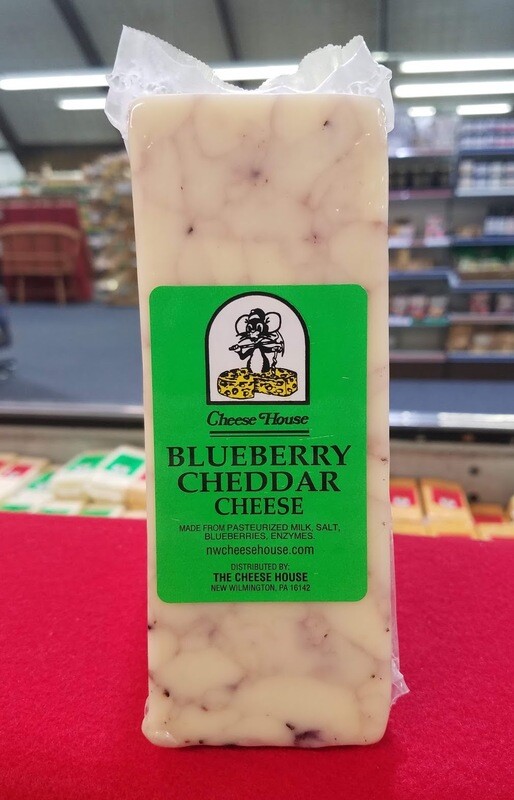 Cheese House
BLUEBERRY
CHEDDAR
CHEESE
MADE FROM PASTEURIZED MILK, SALT,
BLUEBERRIES, ENZYMES.
nwcheesehouse.com
DISTRIBUTED BY:
THE CHEESE HOUSE
NEW WILMINGTON, PA 16142